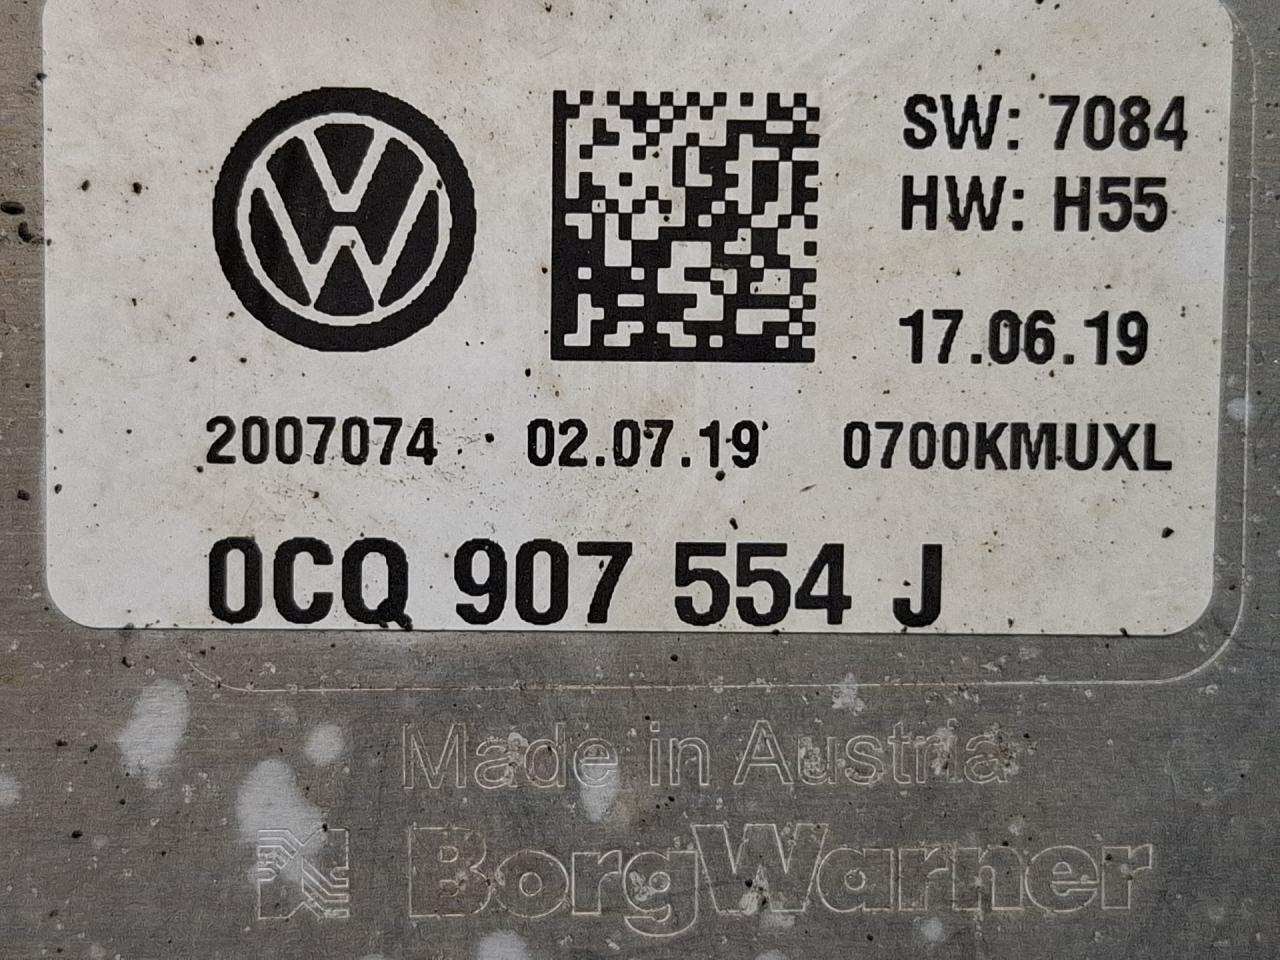 SW: 7084
HW: H55
17.06.19
2007074 02.07.19 0700KMUXL
0CQ 907 554 J
Made in Austria
BorgWarner